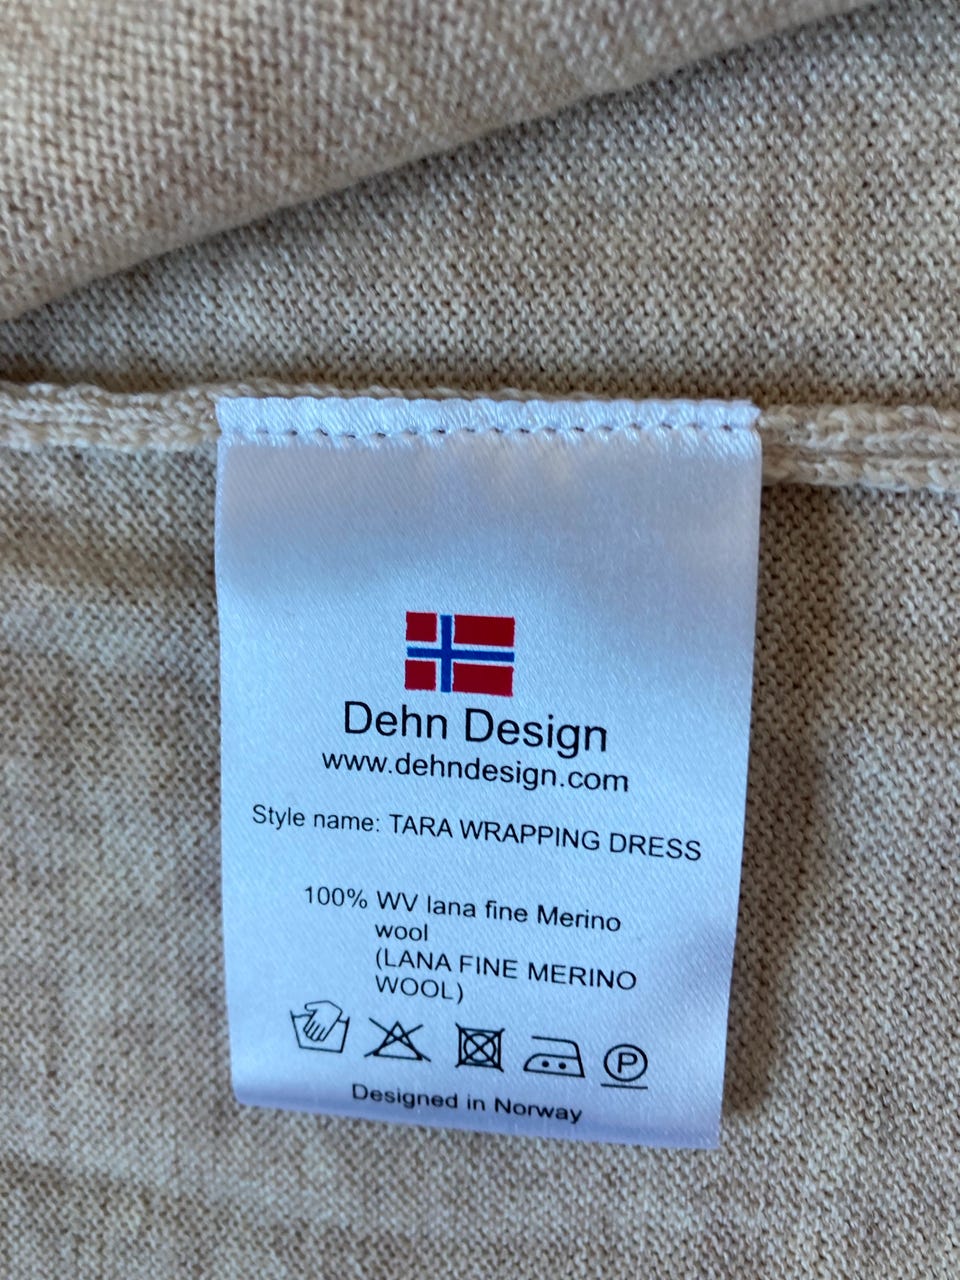 Dehn Design
www.dehndesign.com
Style name: TARA WRAPPING DRESS
100% WV lana fine Merino
wool
(LANA FINE MERINO
WOOL)
P
Designed in Norway